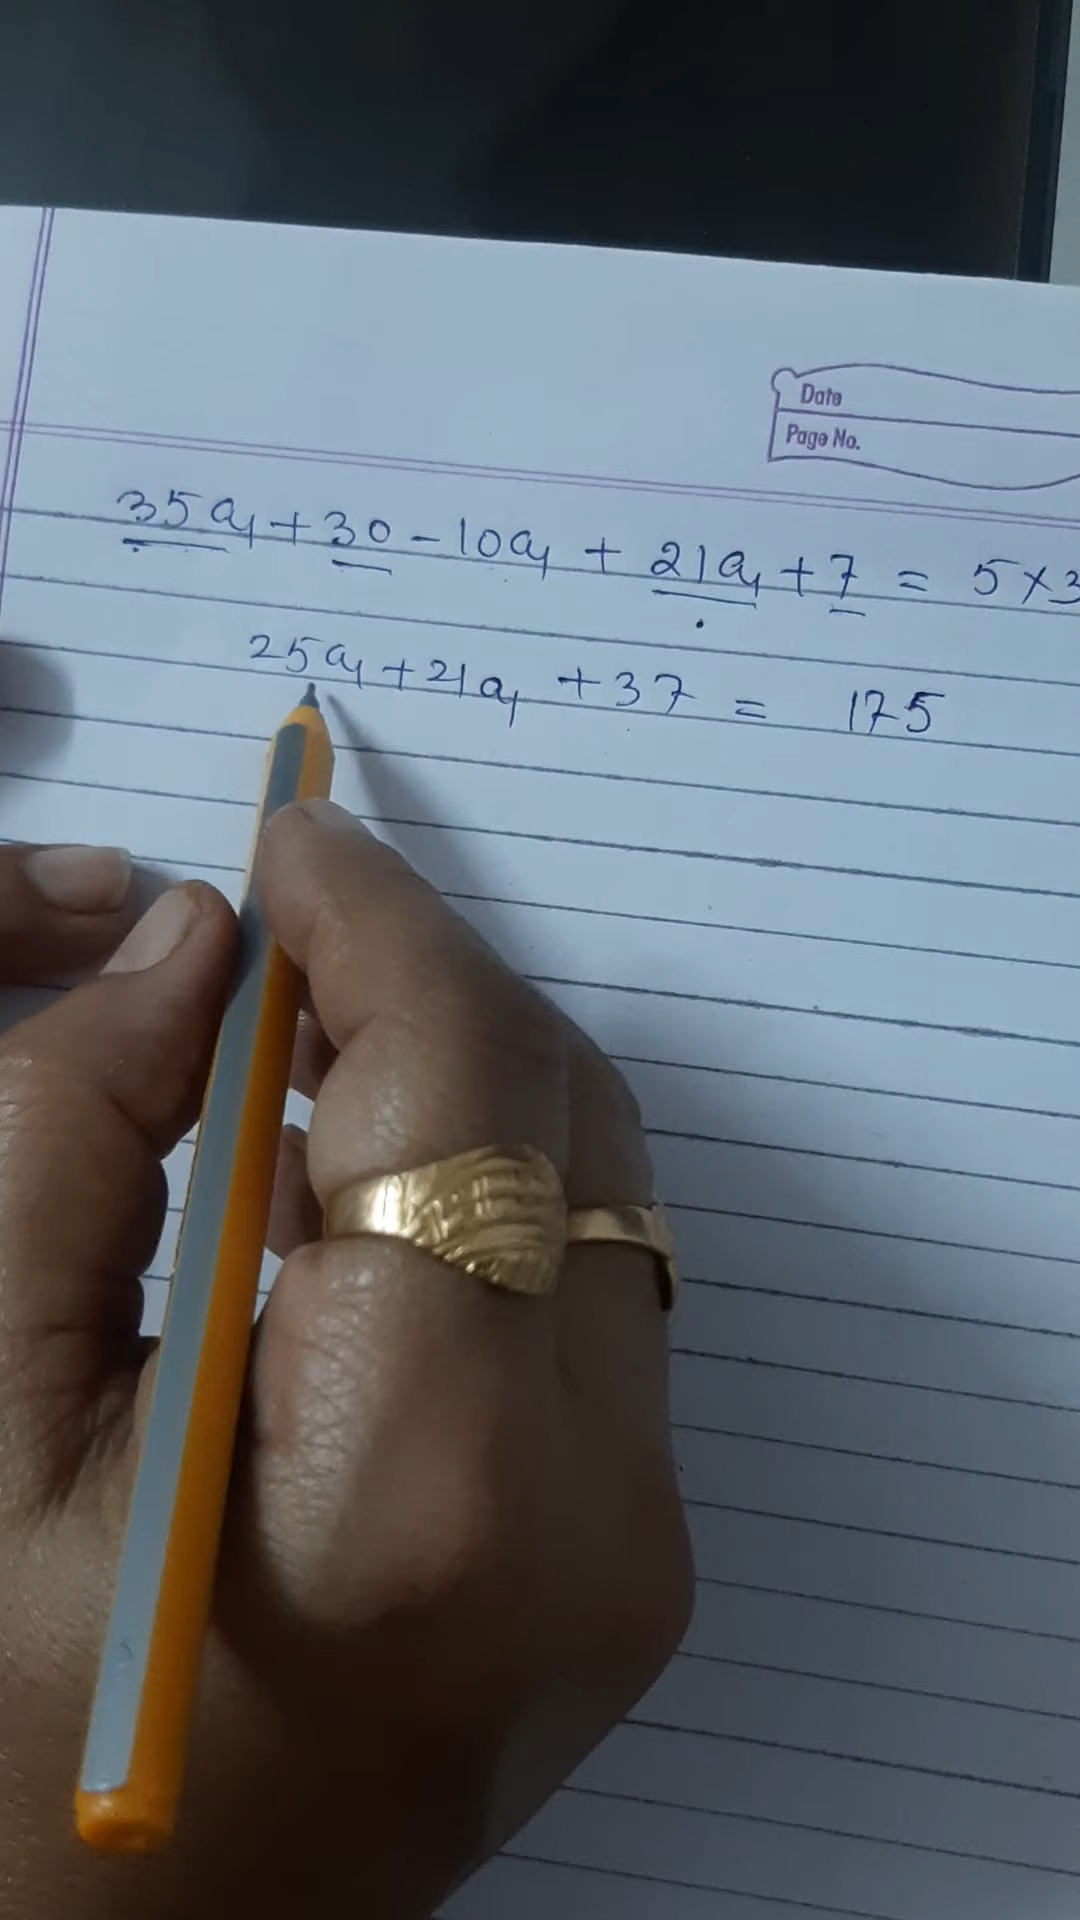 Date
Page No.
35a₁ + 30 - 10a₁ + 21a₁ + 7 = 5 × 3
25a₁ + 21a₁ + 37 = 175